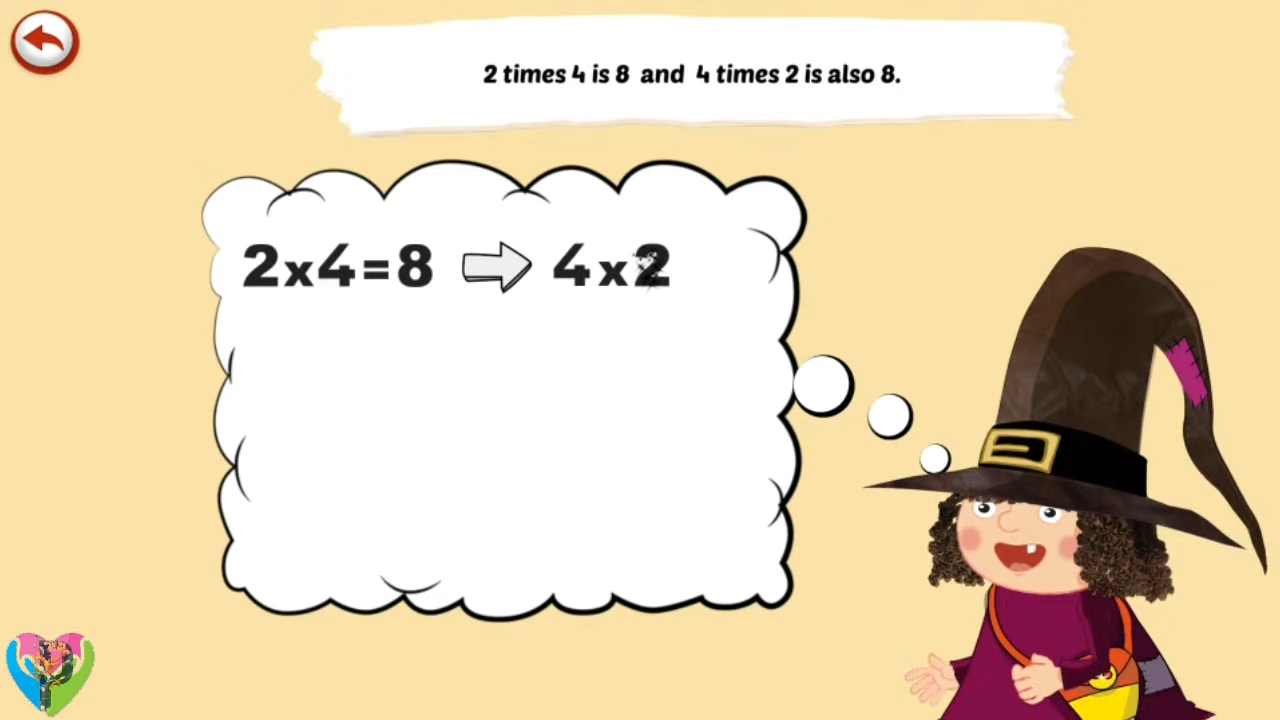 2 times 4 is 8 and 4 times 2 is also 8.
2x4=8 ⇨ 4x2